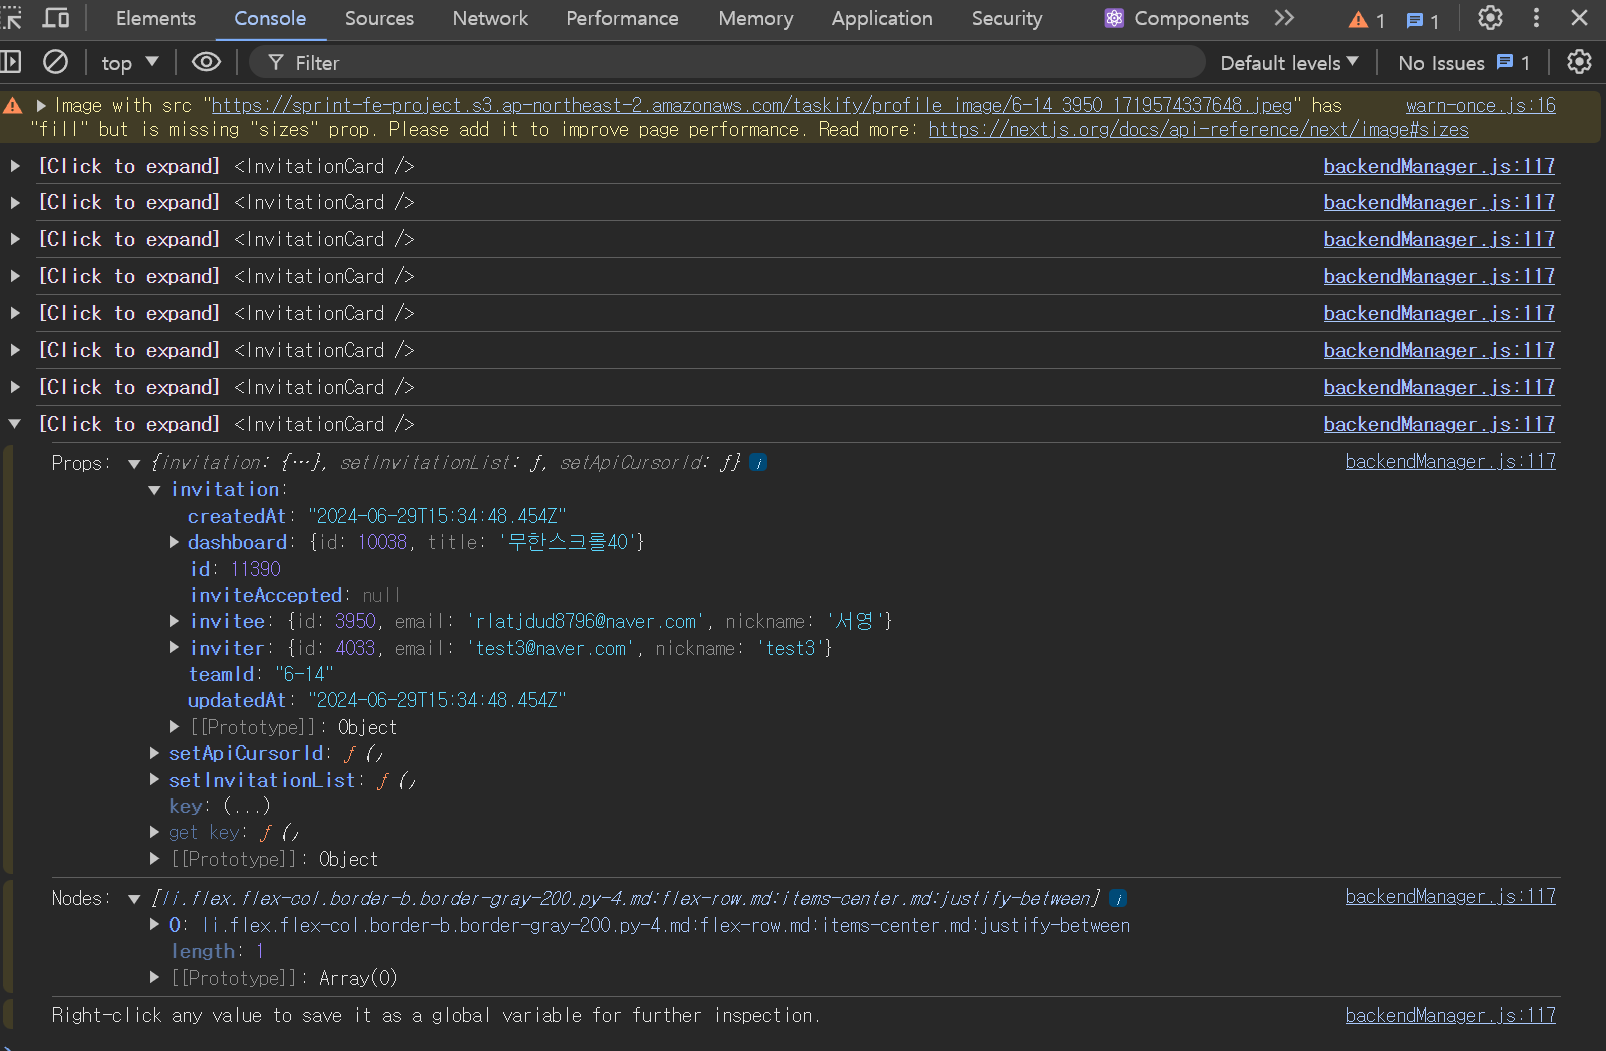 Elements Console Sources Network Performance Memory Application Security Components 1 1
top Filter Default levels No Issues 1
Image with src "https://sprint-fe-project.s3.ap-northeast-2.amazonaws.com/taskify/profile_image/6-14_3950_1719574337648.jpeg" has warn-once.js:16
"fill" but is missing "sizes" prop. Please add it to improve page performance. Read more: https://nextjs.org/docs/api-reference/next/image#sizes
[Click to expand] <InvitationCard /> backendManager.js:117
[Click to expand] <InvitationCard /> backendManager.js:117
[Click to expand] <InvitationCard /> backendManager.js:117
[Click to expand] <InvitationCard /> backendManager.js:117
[Click to expand] <InvitationCard /> backendManager.js:117
[Click to expand] <InvitationCard /> backendManager.js:117
[Click to expand] <InvitationCard /> backendManager.js:117
[Click to expand] <InvitationCard /> backendManager.js:117
Props: {invitation: {…}, setInvitationList: ƒ, setApiCursorId: ƒ} i backendManager.js:117
invitation:
createdAt: "2024-06-29T15:34:48.454Z"
dashboard: {id: 10038, title: '무한스크롤40'}
id: 11390
inviteAccepted: null
invitee: {id: 3950, email: 'rlatjdud8796@naver.com', nickname: '서영'}
inviter: {id: 4033, email: 'test3@naver.com', nickname: 'test3'}
teamId: "6-14"
updatedAt: "2024-06-29T15:34:48.454Z"
[[Prototype]]: Object
setApiCursorId: ƒ (,
setInvitationList: ƒ (,
key: (...)
get key: ƒ (,
[[Prototype]]: Object
Nodes: [li.flex.flex-col.border-b.border-gray-200.py-4.md:flex-row.md:items-center.md:justify-between] i backendManager.js:117
0: li.flex.flex-col.border-b.border-gray-200.py-4.md:flex-row.md:items-center.md:justify-between
length: 1
[[Prototype]]: Array(0)
Right-click any value to save it as a global variable for further inspection. backendManager.js:117